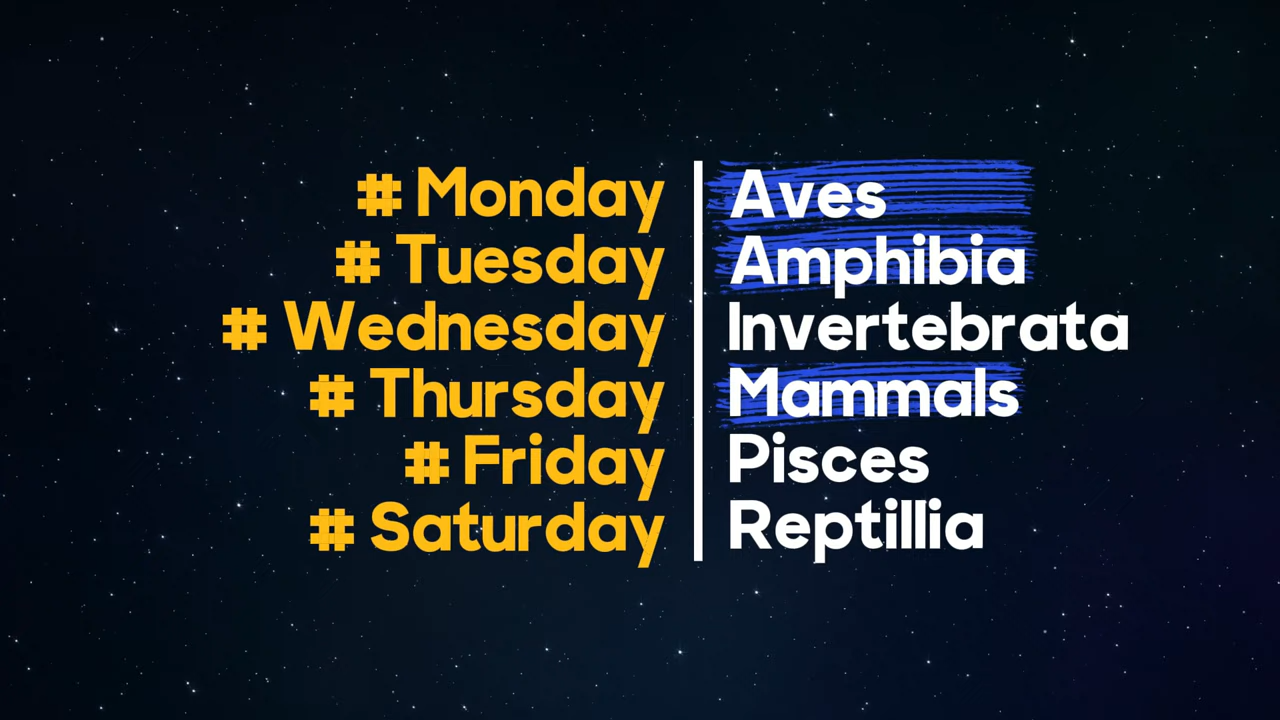 # Monday Aves
# Tuesday Amphibia
# Wednesday Invertebrata
# Thursday Mammals
# Friday Pisces
# Saturday Reptillia